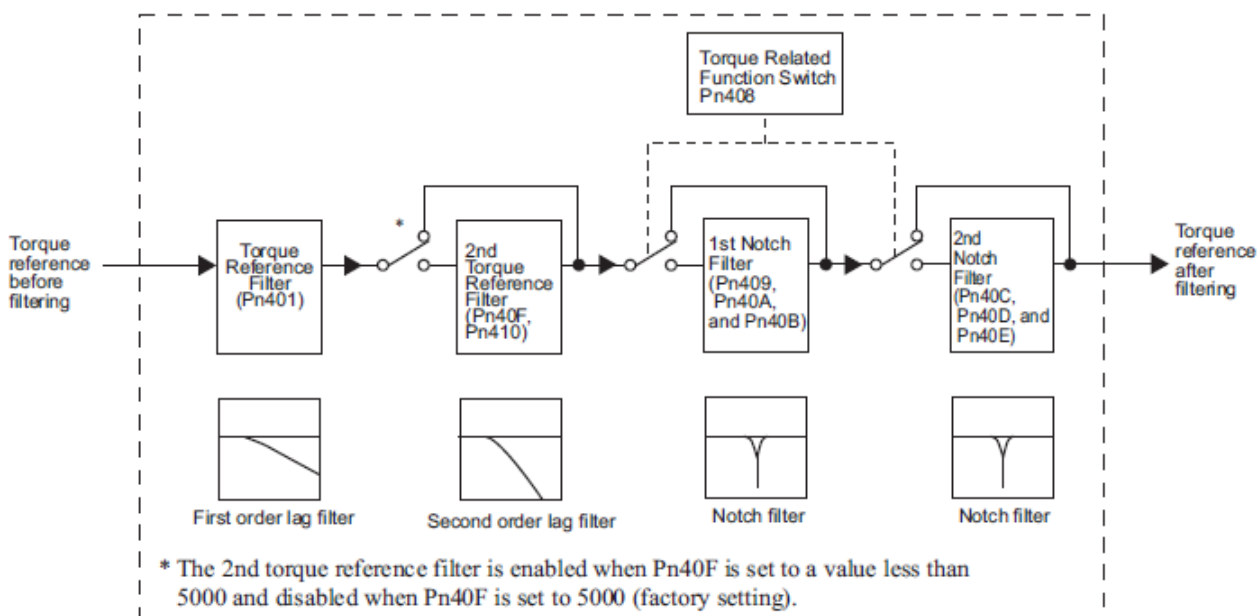 Torque Related
Function Switch
Pn408
*
Torque
reference
before
filtering
Torque
Reference
Filter
(Pn401)
2nd
Torque
Reference
Filter
(Pn40F,
Pn410)
1st Notch
Filter
(Pn409,
Pn40A,
and Pn40B)
2nd
Notch
Filter
(Pn40C,
Pn40D, and
Pn40E)
Torque
reference
after
filtering
First order lag filter
Second order lag filter
Notch filter
Notch filter
* The 2nd torque reference filter is enabled when Pn40F is set to a value less than
5000 and disabled when Pn40F is set to 5000 (factory setting).